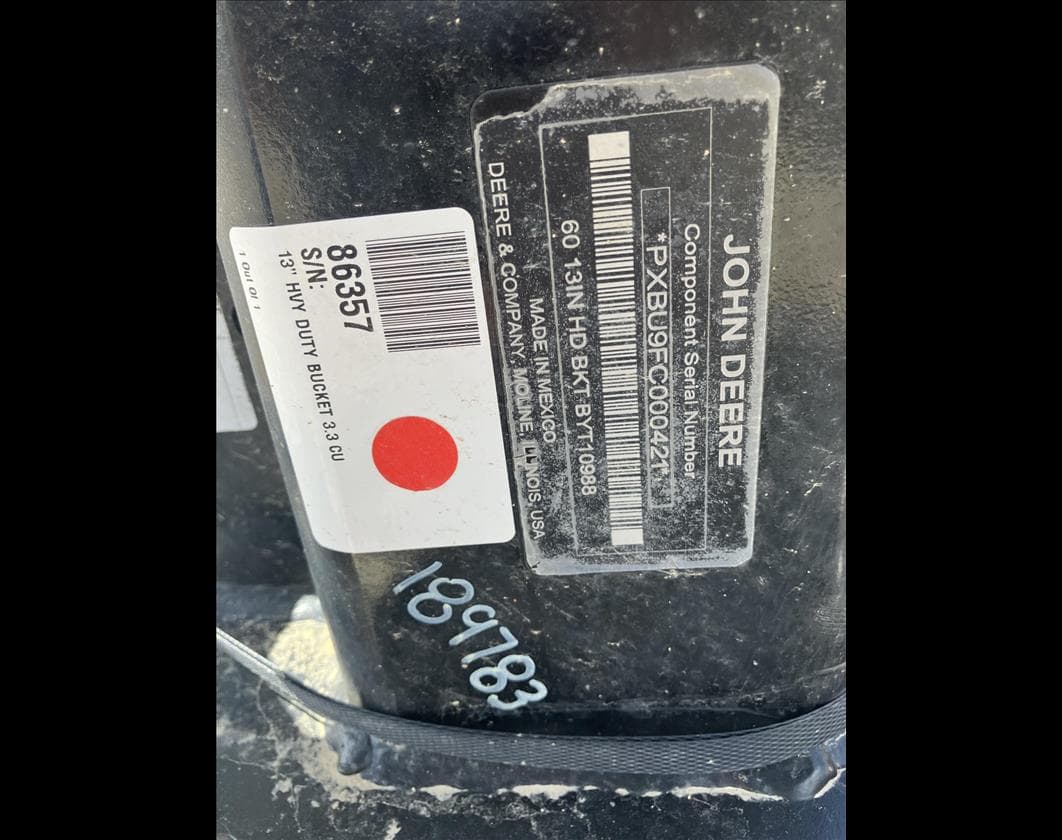 JOHN DEERE
Component Serial Number
*PXBU9FC000421*
60 13IN HD BKT BYT10988
MADE IN MEXICO
DEERE & COMPANY, MOLINE, ILLINOIS, USA
86357
S/N:
13" HVY DUTY BUCKET 3.3 CU
1 Out Of 1
189783